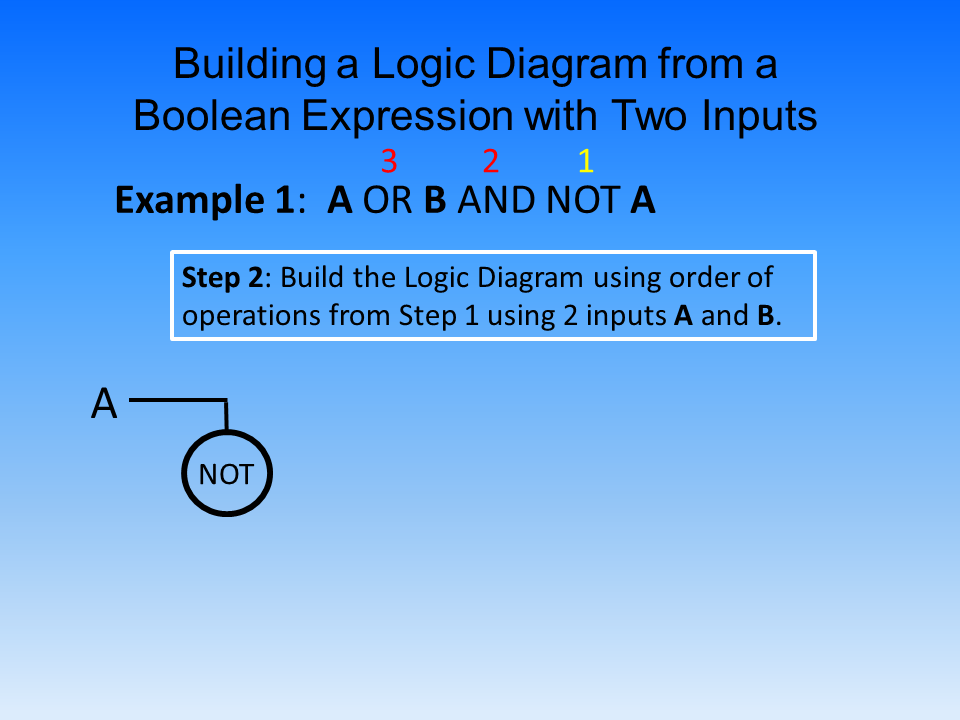 Building a Logic Diagram from a
Boolean Expression with Two Inputs
3 2 1
Example 1: A OR B AND NOT A
Step 2: Build the Logic Diagram using order of
operations from Step 1 using 2 inputs A and B.
A
NOT